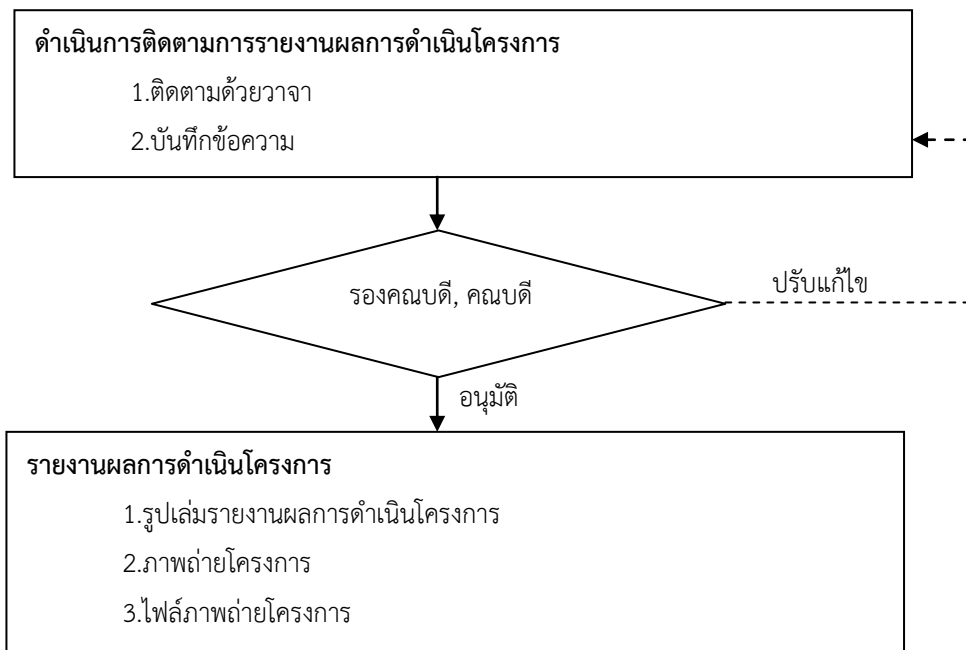 ดำเนินการติดตามการรายงานผลการดำเนินโครงการ
1.ติดตามด้วยวาจา
2.บันทึกข้อความ
รองคณบดี, คณบดี
ปรับแก้ไข
อนุมัติ
รายงานผลการดำเนินโครงการ
1.รูปเล่มรายงานผลการดำเนินโครงการ
2.ภาพถ่ายโครงการ
3.ไฟล์ภาพถ่ายโครงการ